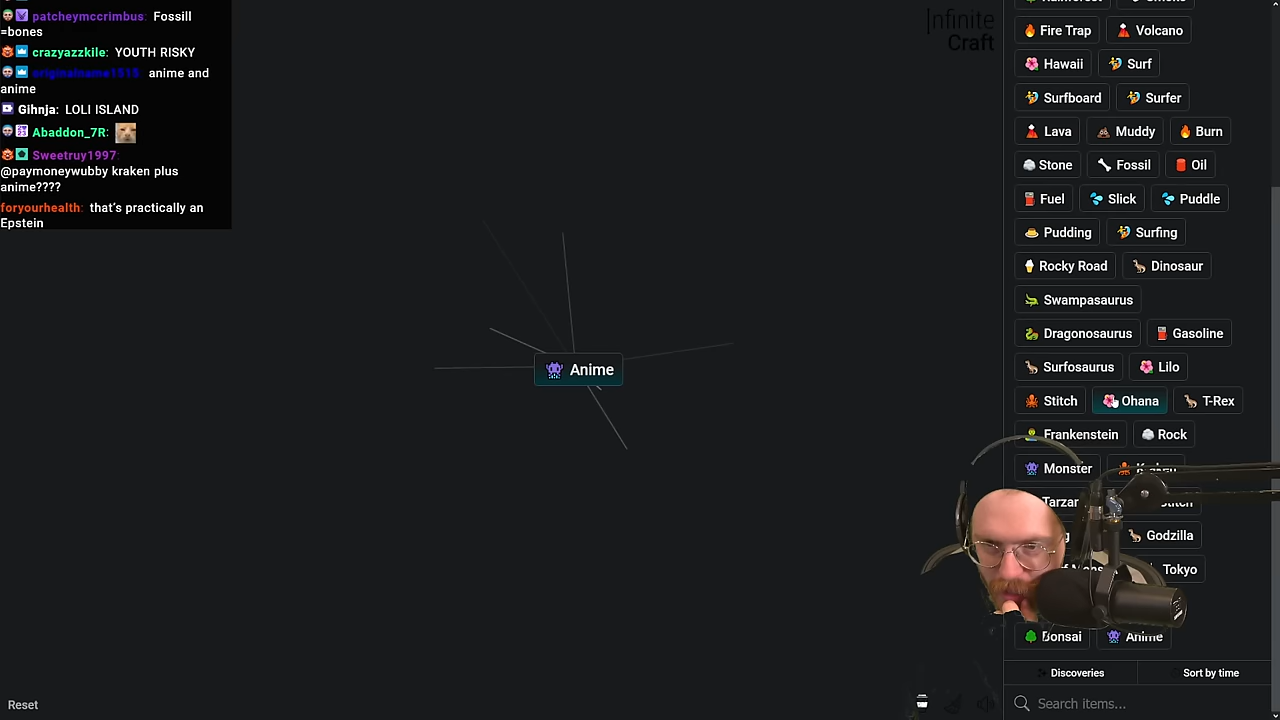 patcheymccrimbus: Fossill
=bones
crazyazzkile: YOUTH RISKY
originalname1315: anime and
anime
Gihnja: LOLI ISLAND
Abaddon_7R:
Sweetruy1997:
@paymoneywubby kraken plus
anime????
foryourhealth: that's practically an
Epstein
Infinite
Craft
Anime
Reset
Fire Trap Volcano
Hawaii Surf
Surfboard Surfer
Lava Muddy Burn
Stone Fossil Oil
Fuel Slick Puddle
Pudding Surfing
Rocky Road Dinosaur
Swampasaurus
Dragonosaurus Gasoline
Surfosaurus Lilo
Stitch Ohana T-Rex
Frankenstein Rock
Monster Kraken
Tarzan
Godzilla
Tokyo
Bonsai Anime
Discoveries Sort by time
Search items...